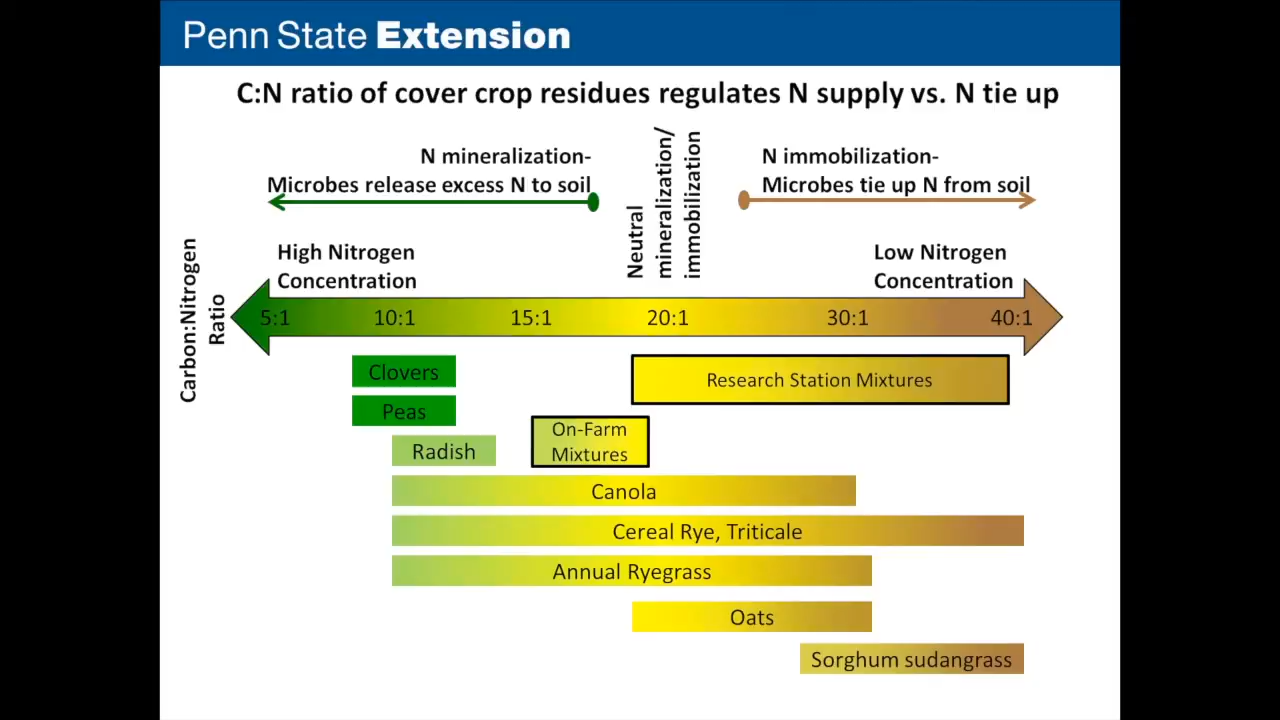 Penn State Extension
C:N ratio of cover crop residues regulates N supply vs. N tie up
N mineralization-
Microbes release excess N to soil
Neutral
mineralization/
immobilization
N immobilization-
Microbes tie up N from soil
High Nitrogen
Concentration
Low Nitrogen
Concentration
Carbon:Nitrogen
Ratio
5:1 10:1 15:1 20:1 30:1 40:1
Clovers
Research Station Mixtures
Peas
On-Farm
Mixtures
Radish
Canola
Cereal Rye, Triticale
Annual Ryegrass
Oats
Sorghum sudangrass